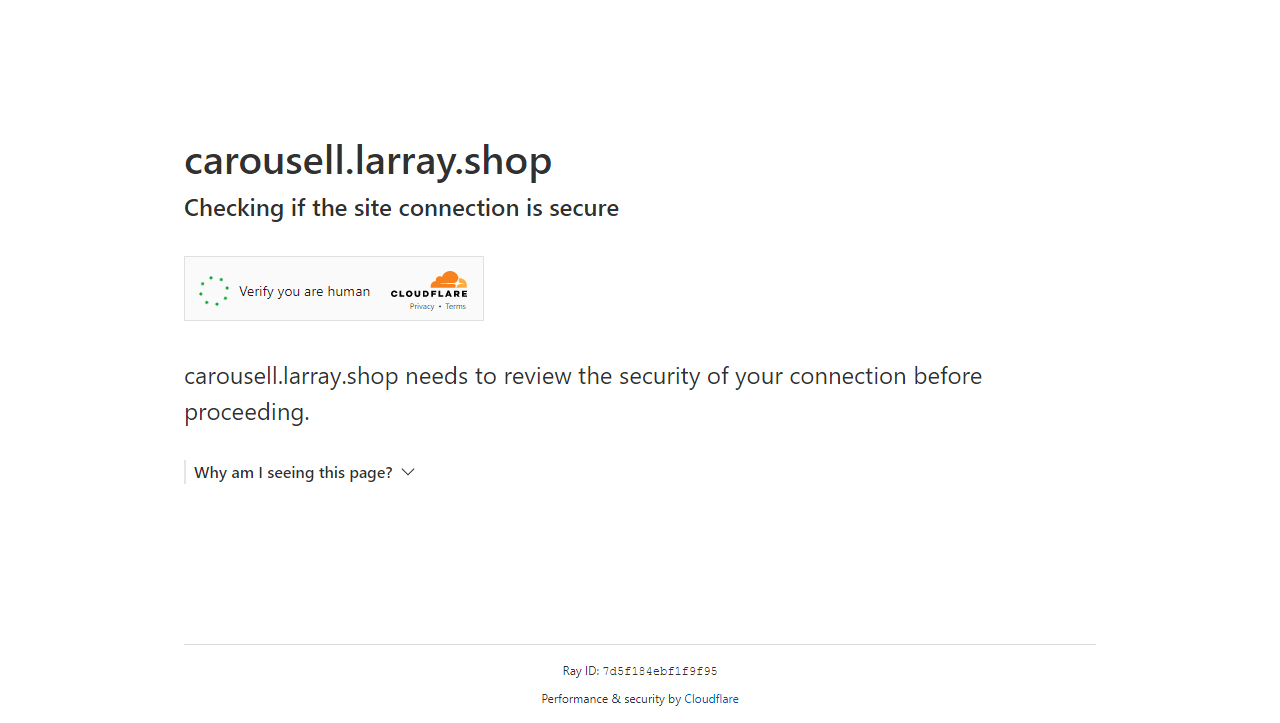 carousell.larray.shop
Checking if the site connection is secure
Verify you are human
CLOUDFLARE
Privacy • Terms
carousell.larray.shop needs to review the security of your connection before
proceeding.
Why am I seeing this page?
Ray ID: 7d5f184ebf1f9f95
Performance & security by Cloudflare